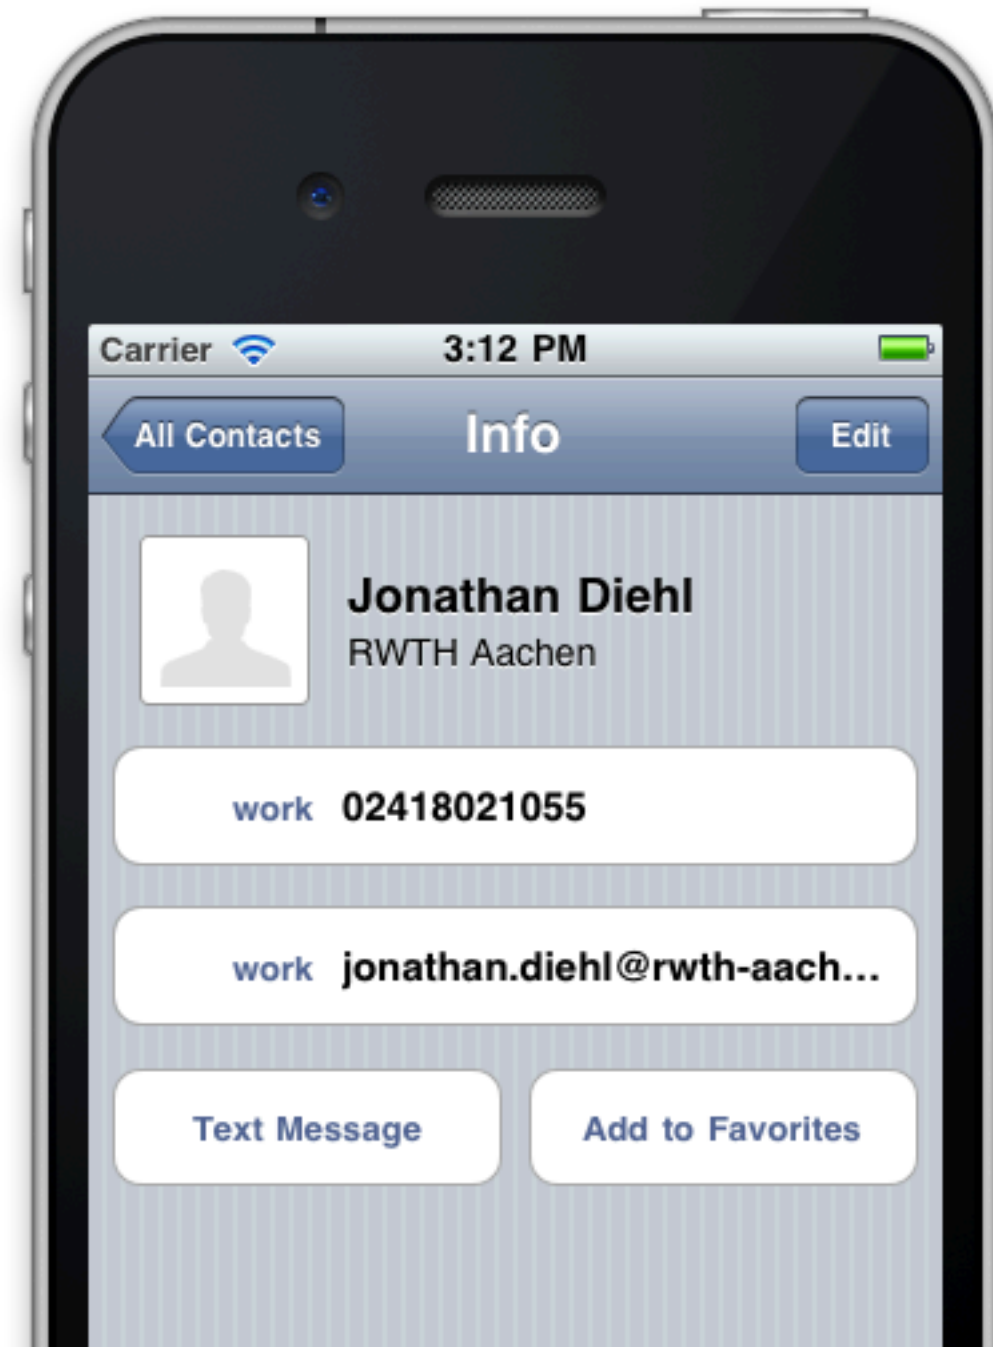 Carrier 3:12 PM
All Contacts Info Edit
Jonathan Diehl
RWTH Aachen
work 02418021055
work jonathan.diehl@rwth-aach...
Text Message Add to Favorites